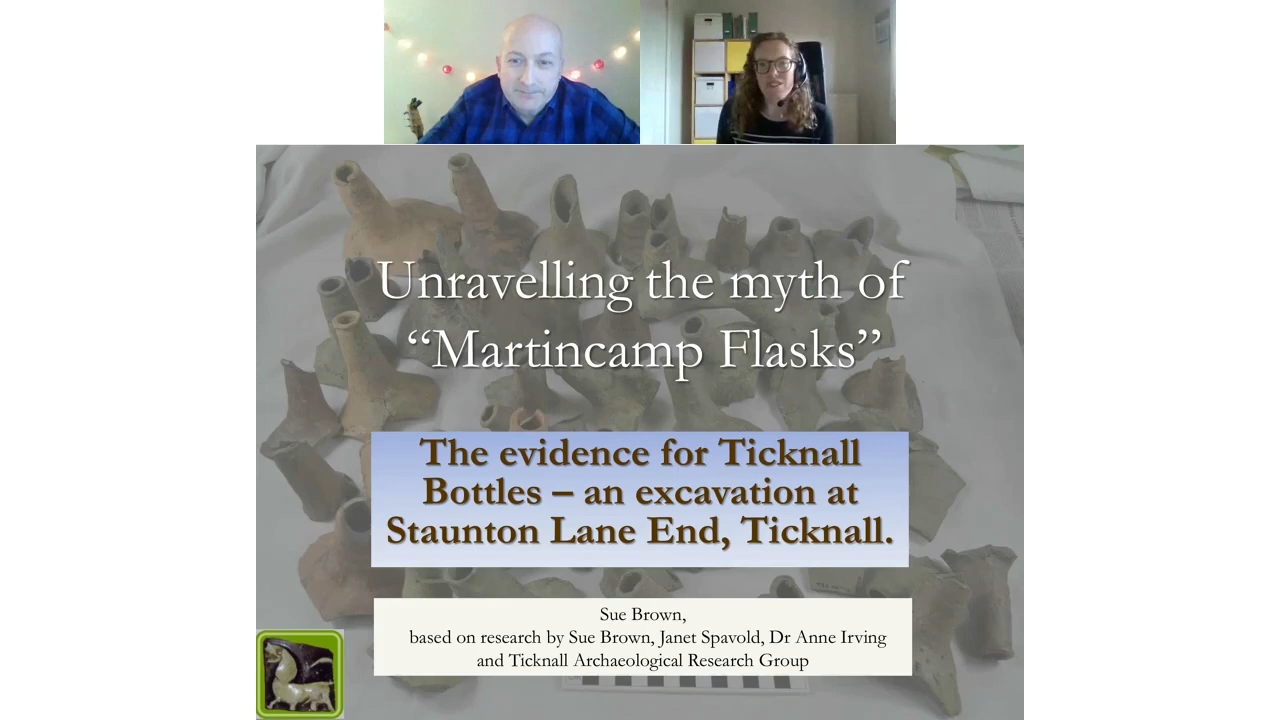 Unravelling the myth of
“Martincamp Flasks”
The evidence for Ticknall
Bottles – an excavation at
Staunton Lane End, Ticknall.
Sue Brown,
based on research by Sue Brown, Janet Spavold, Dr Anne Irving
and Ticknall Archaeological Research Group